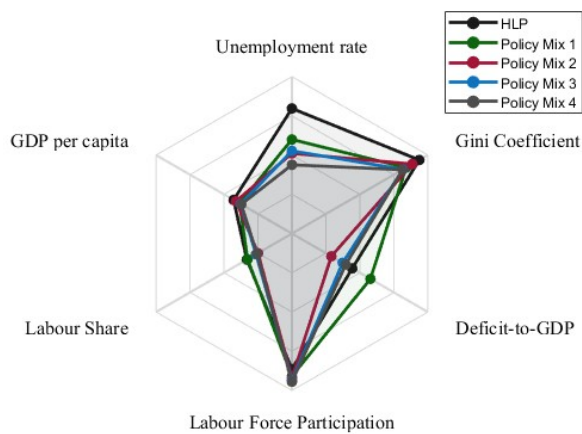 HLP
Policy Mix 1
Policy Mix 2
Policy Mix 3
Policy Mix 4
Unemployment rate
GDP per capita
Gini Coefficient
Labour Share
Deficit-to-GDP
Labour Force Participation